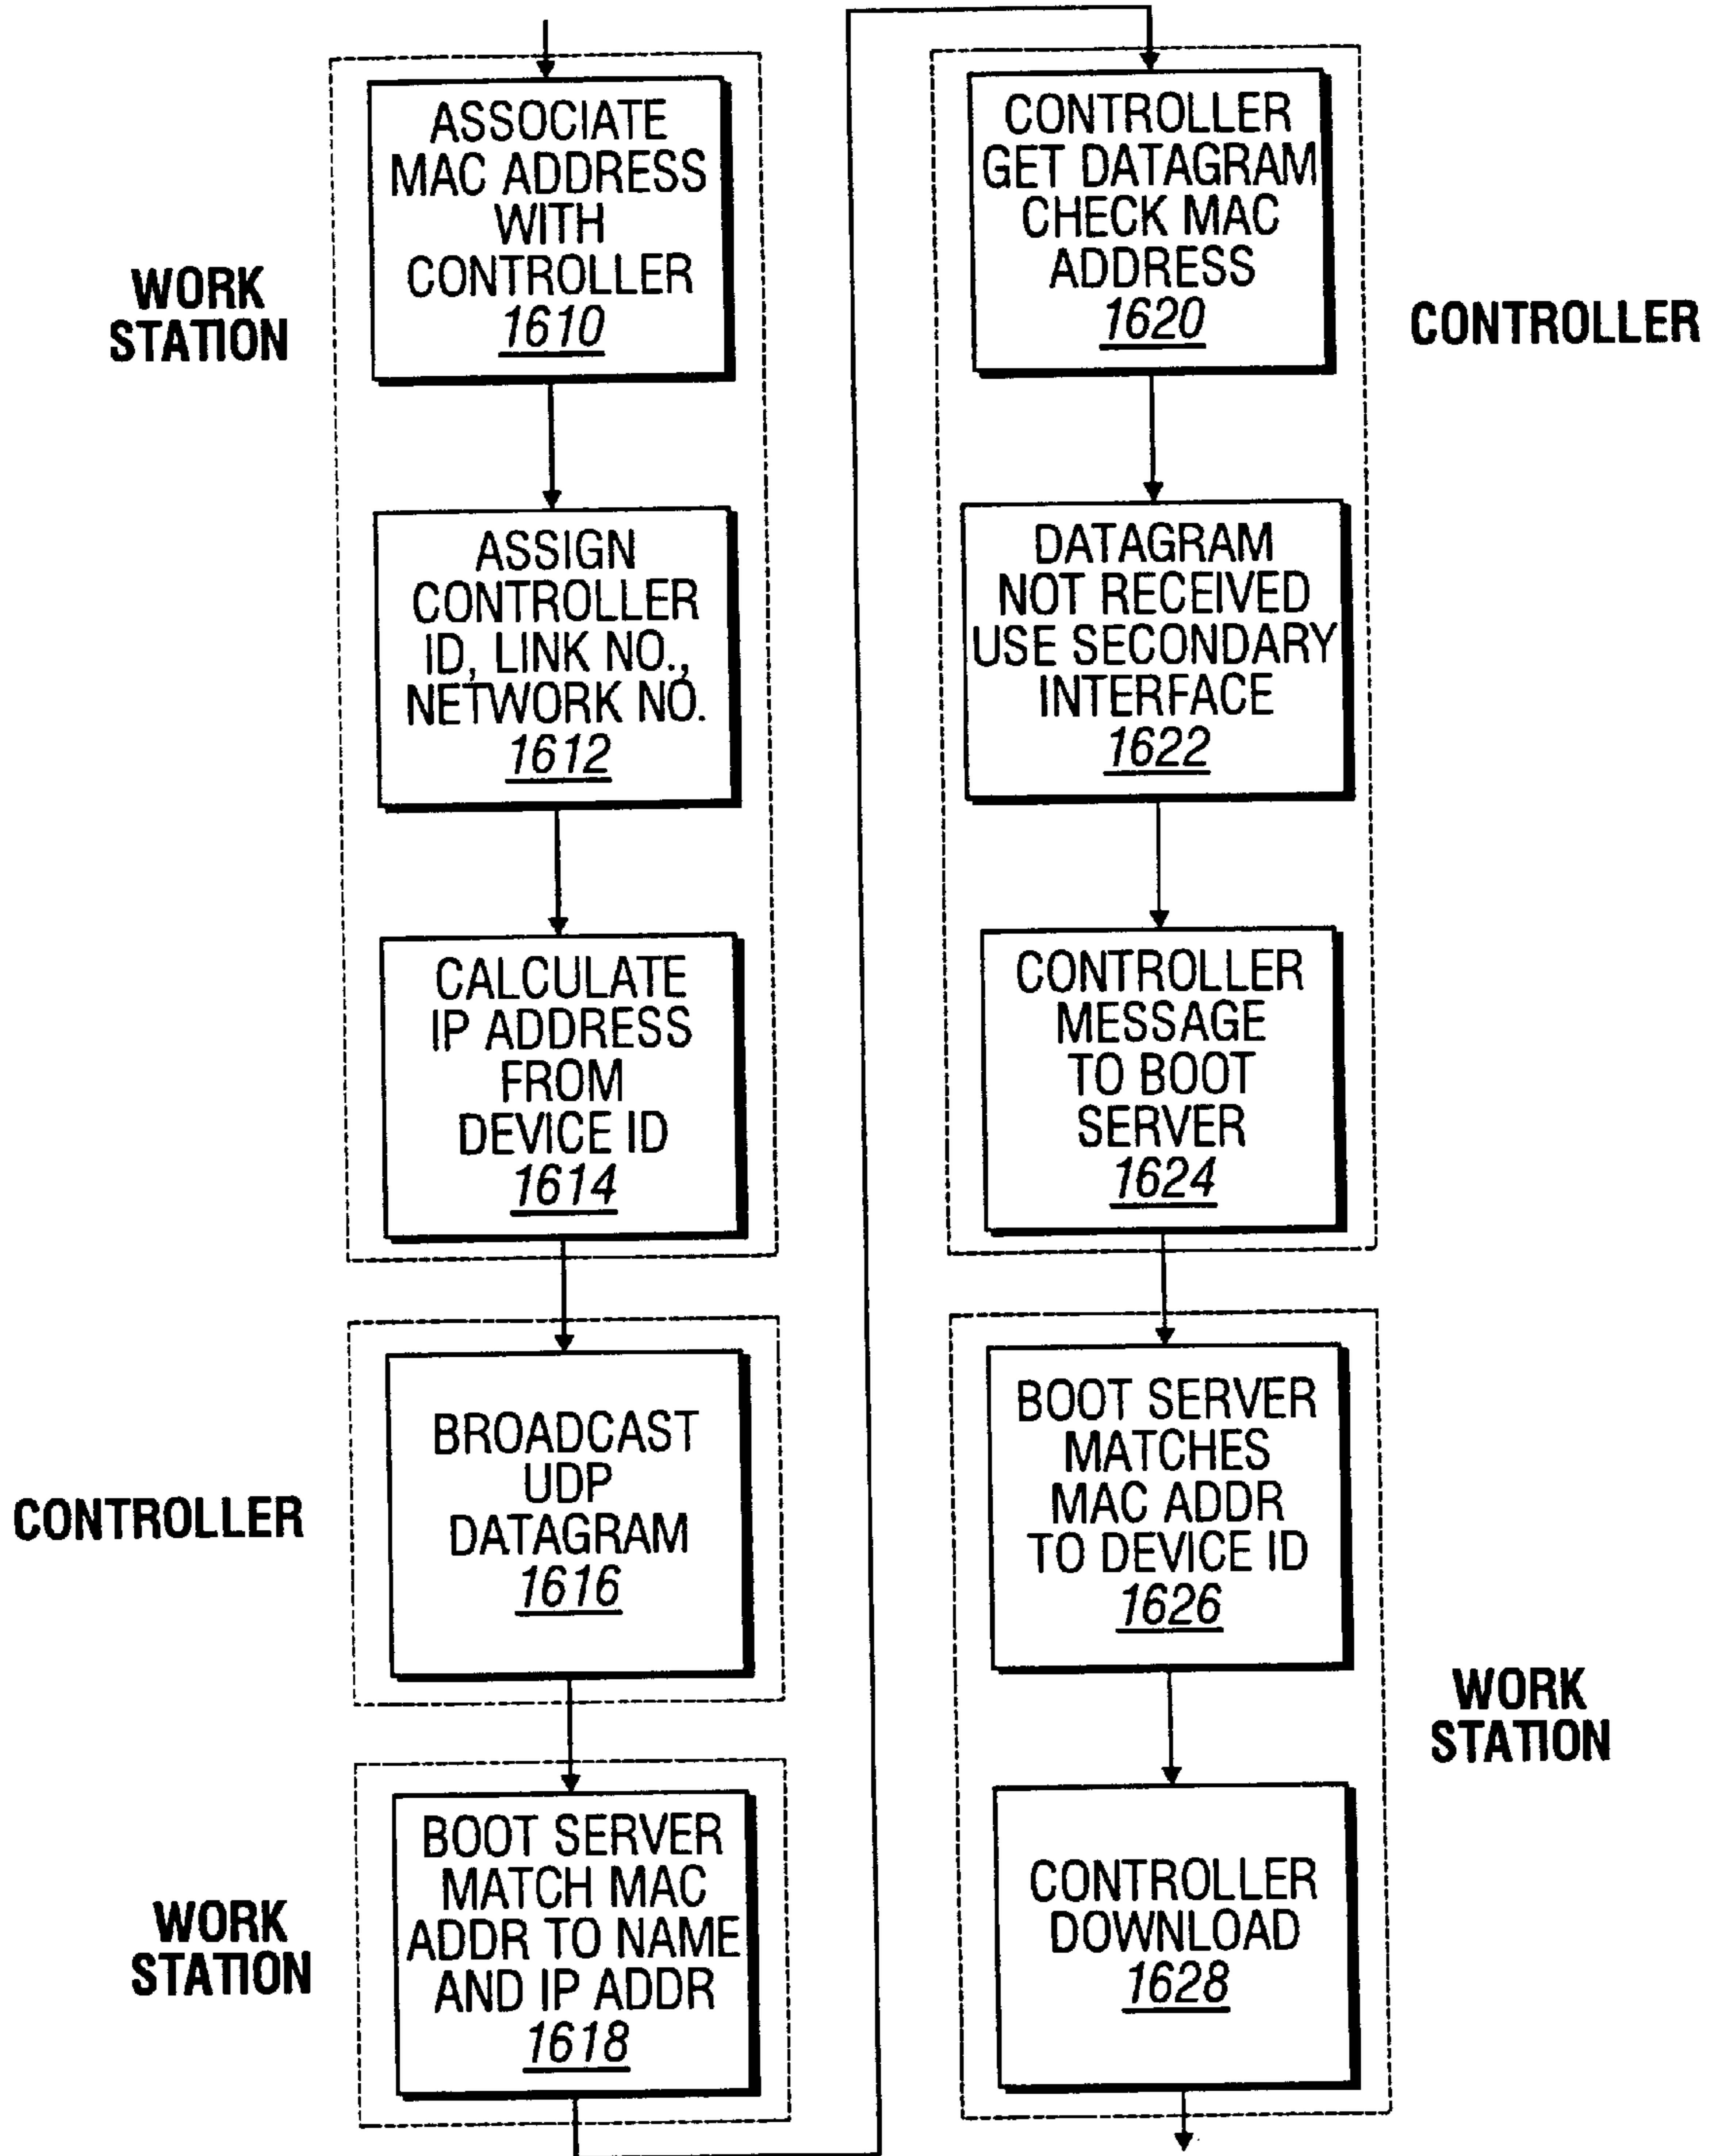 WORK
STATION
ASSOCIATE
MAC ADDRESS
WITH
CONTROLLER
1610
ASSIGN
CONTROLLER
ID, LINK NO.,
NETWORK NO.
1612
CALCULATE
IP ADDRESS
FROM
DEVICE ID
1614
CONTROLLER
BROADCAST
UDP
DATAGRAM
1616
WORK
STATION
BOOT SERVER
MATCH MAC
ADDR TO NAME
AND IP ADDR
1618
CONTROLLER
GET DATAGRAM
CHECK MAC
ADDRESS
1620
CONTROLLER
DATAGRAM
NOT RECEIVED
USE SECONDARY
INTERFACE
1622
CONTROLLER
MESSAGE
TO BOOT
SERVER
1624
BOOT SERVER
MATCHES
MAC ADDR
TO DEVICE ID
1626
WORK
STATION
CONTROLLER
DOWNLOAD
1628